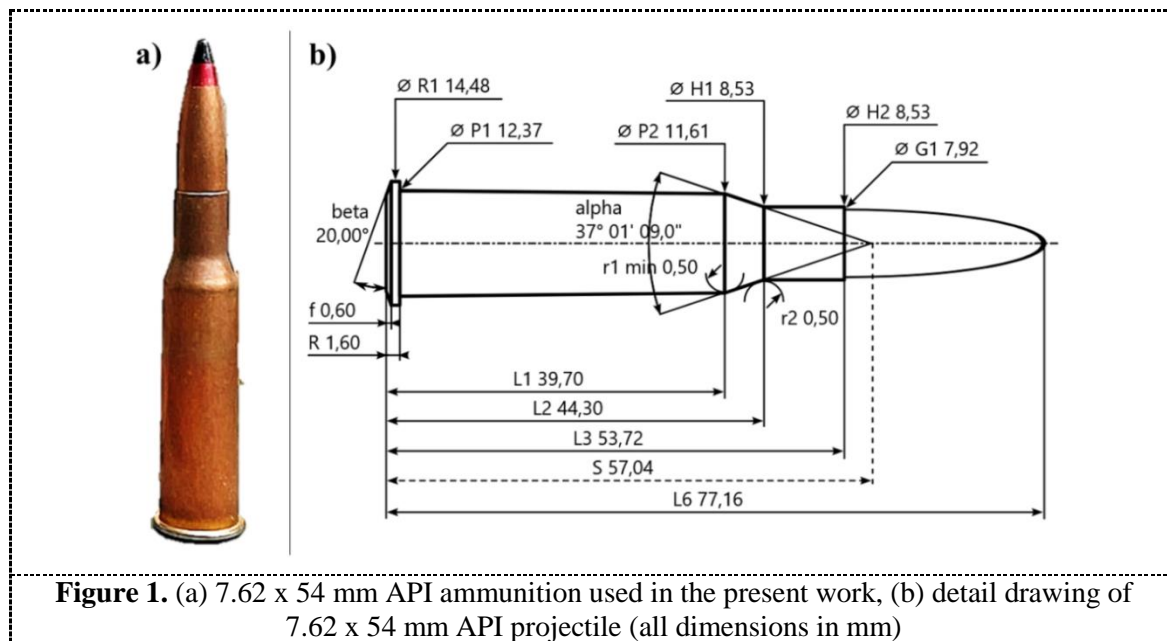 a)
b)
Ø R1 14,48
Ø H1 8,53
Ø H2 8,53
Ø P1 12,37
Ø P2 11,61
Ø G1 7,92
beta
20,00°
alpha
37° 01' 09,0"
r1 min 0,50
r2 0,50
f 0,60
R 1,60
L1 39,70
L2 44,30
L3 53,72
S 57,04
L6 77,16
Figure 1. (a) 7.62 x 54 mm API ammunition used in the present work, (b) detail drawing of
7.62 x 54 mm API projectile (all dimensions in mm)